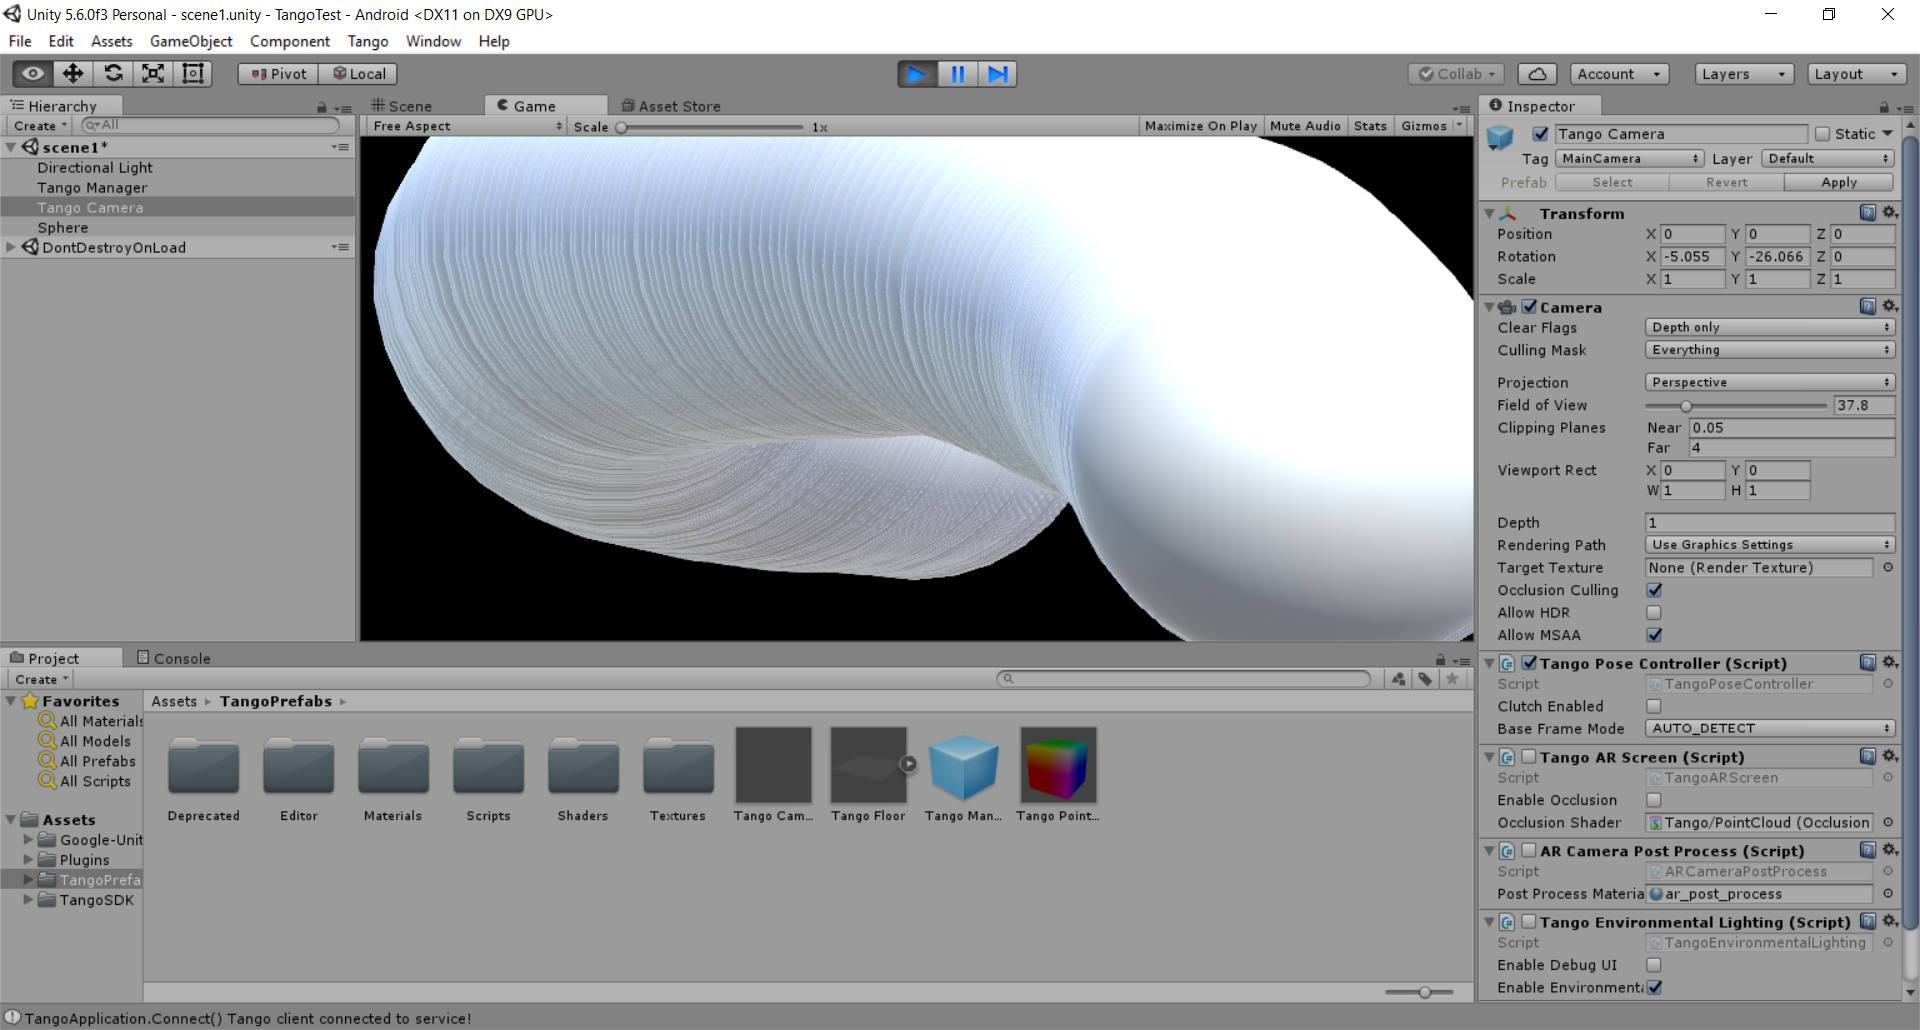 Unity 5.6.0f3 Personal - scene1.unity - TangoTest - Android <DX11 on DX9 GPU>
File Edit Assets GameObject Component Tango Window Help
Pivot Local Collab Account Layers Layout
Hierarchy
Create All
scene1*
Directional Light
Tango Manager
Tango Camera
Sphere
DontDestroyOnLoad
Scene Game Asset Store
Free Aspect Scale 1x Maximize On Play Mute Audio Stats Gizmos
Inspector
Tango Camera Static
Tag MainCamera Layer Default
Prefab Select Revert Apply
Transform
Position X 0 Y 0 Z 0
Rotation X -5.055 Y -26.066 Z 0
Scale X 1 Y 1 Z 1
Camera
Clear Flags Depth only
Culling Mask Everything
Projection Perspective
Field of View 37.8
Clipping Planes Near 0.05
Far 4
Viewport Rect X 0 Y 0
W 1 H 1
Depth 1
Rendering Path Use Graphics Settings
Target Texture None (Render Texture)
Occlusion Culling
Allow HDR
Allow MSAA
Tango Pose Controller (Script)
Script TangoPoseController
Clutch Enabled
Base Frame Mode AUTO_DETECT
Tango AR Screen (Script)
Script TangoARScreen
Enable Occlusion
Occlusion Shader Tango/PointCloud (Occlusion
AR Camera Post Process (Script)
Script ARCameraPostProcess
Post Process Materia ar_post_process
Tango Environmental Lighting (Script)
Script TangoEnvironmentalLighting
Enable Debug UI
Enable Environmenta
Project Console
Create
Favorites
All Materials
All Models
All Prefabs
All Scripts
Assets
Google-Unit
Plugins
TangoPrefa
TangoSDK
Assets TangoPrefabs
Deprecated Editor Materials Scripts Shaders Textures Tango Cam... Tango Floor Tango Man... Tango Point...
TangoApplication.Connect() Tango client connected to service!